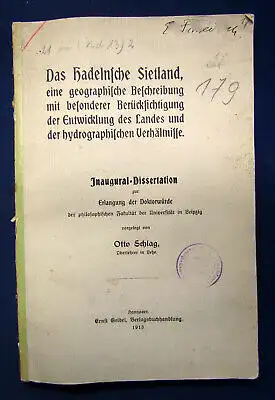 179
Das Hadelnsche Sietland,
eine geographische Beschreibung
mit besonderer Berücksichtigung
der Entwicklung des Landes und
der hydrographischen Verhältnisse.
Inaugural-Dissertation
zur
Erlangung der Doktorwürde
der philosophischen Fakultät der Universität in Leipzig
vorgelegt von
Otto Schlag,
Oberlehrer in Lehe.
Hannover.
Ernst Geibel, Verlagsbuchhandlung.
1913